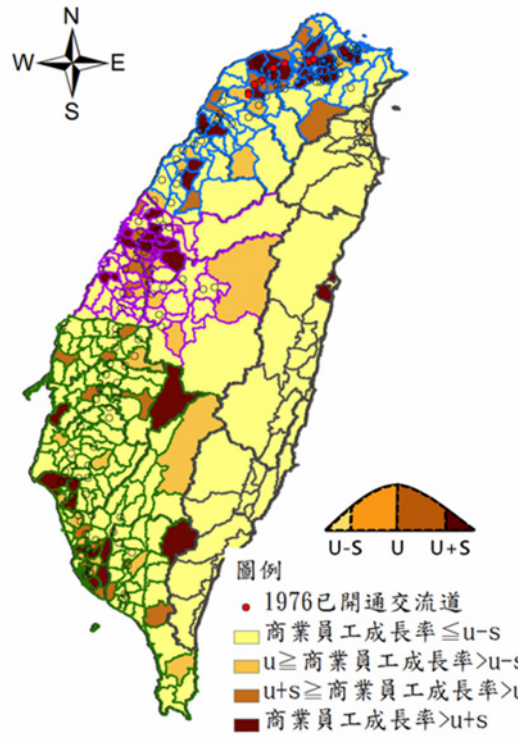 N
W E
S
U-S U U+S
圖例
1976已開通交流道
商業員工成長率≦u-s
u≧商業員工成長率>u-s
u+s≧商業員工成長率>u
商業員工成長率>u+s